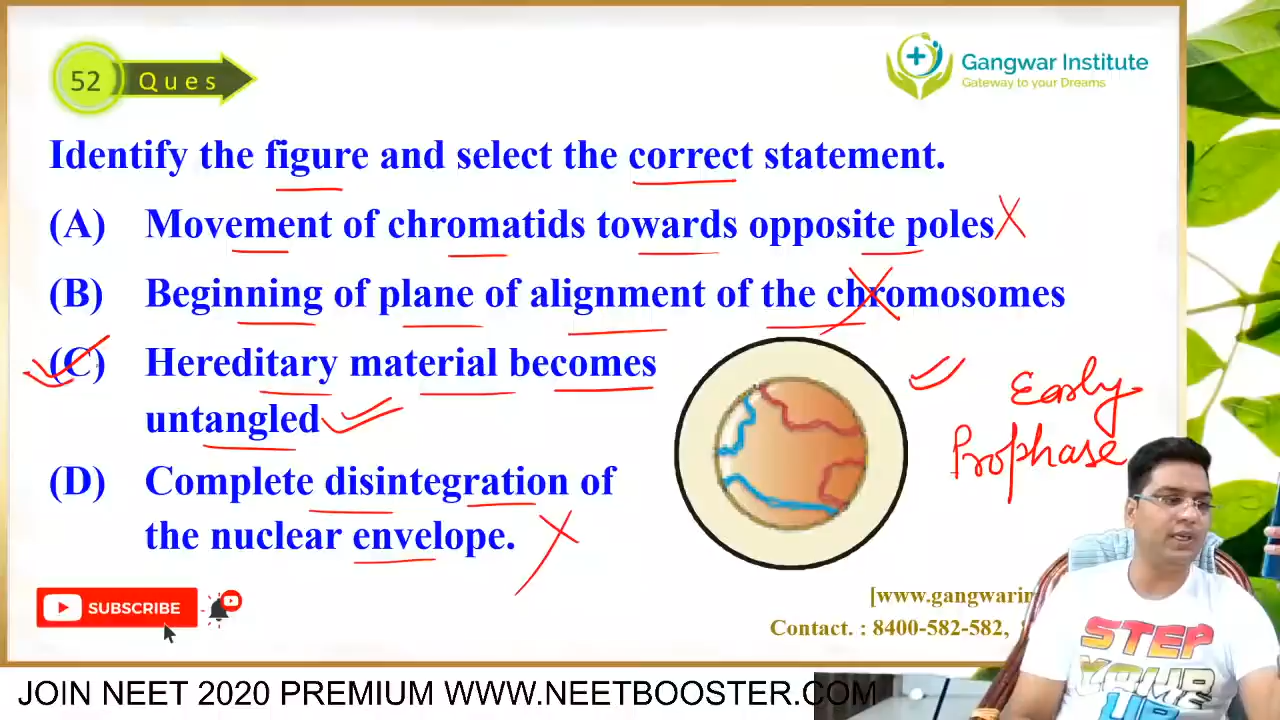 52 Ques
Gangwar Institute
Gateway to your Dreams
Identify the figure and select the correct statement.
(A) Movement of chromatids towards opposite poles
(B) Beginning of plane of alignment of the chromosomes
(C) Hereditary material becomes
untangled
(D) Complete disintegration of
the nuclear envelope.
Early
Prophase
SUBSCRIBE
[www.gangwarin
Contact. : 8400-582-582,
STEP
YOUR
UP
JOIN NEET 2020 PREMIUM WWW.NEETBOOSTER.COM